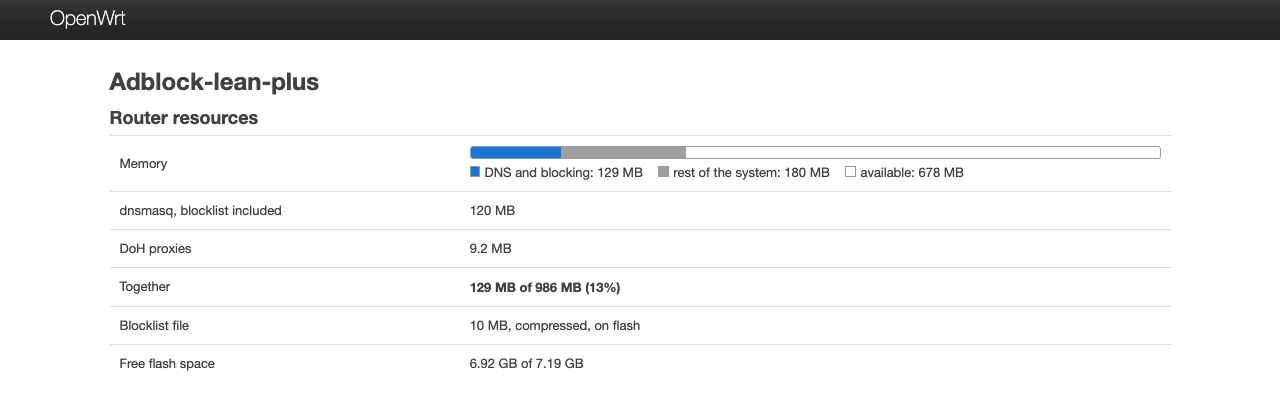 OpenWrt
Adblock-lean-plus
Router resources
Memory
DNS and blocking: 129 MB rest of the system: 180 MB available: 678 MB
dnsmasq, blocklist included 120 MB
DoH proxies 9.2 MB
Together 129 MB of 986 MB (13%)
Blocklist file 10 MB, compressed, on flash
Free flash space 6.92 GB of 7.19 GB